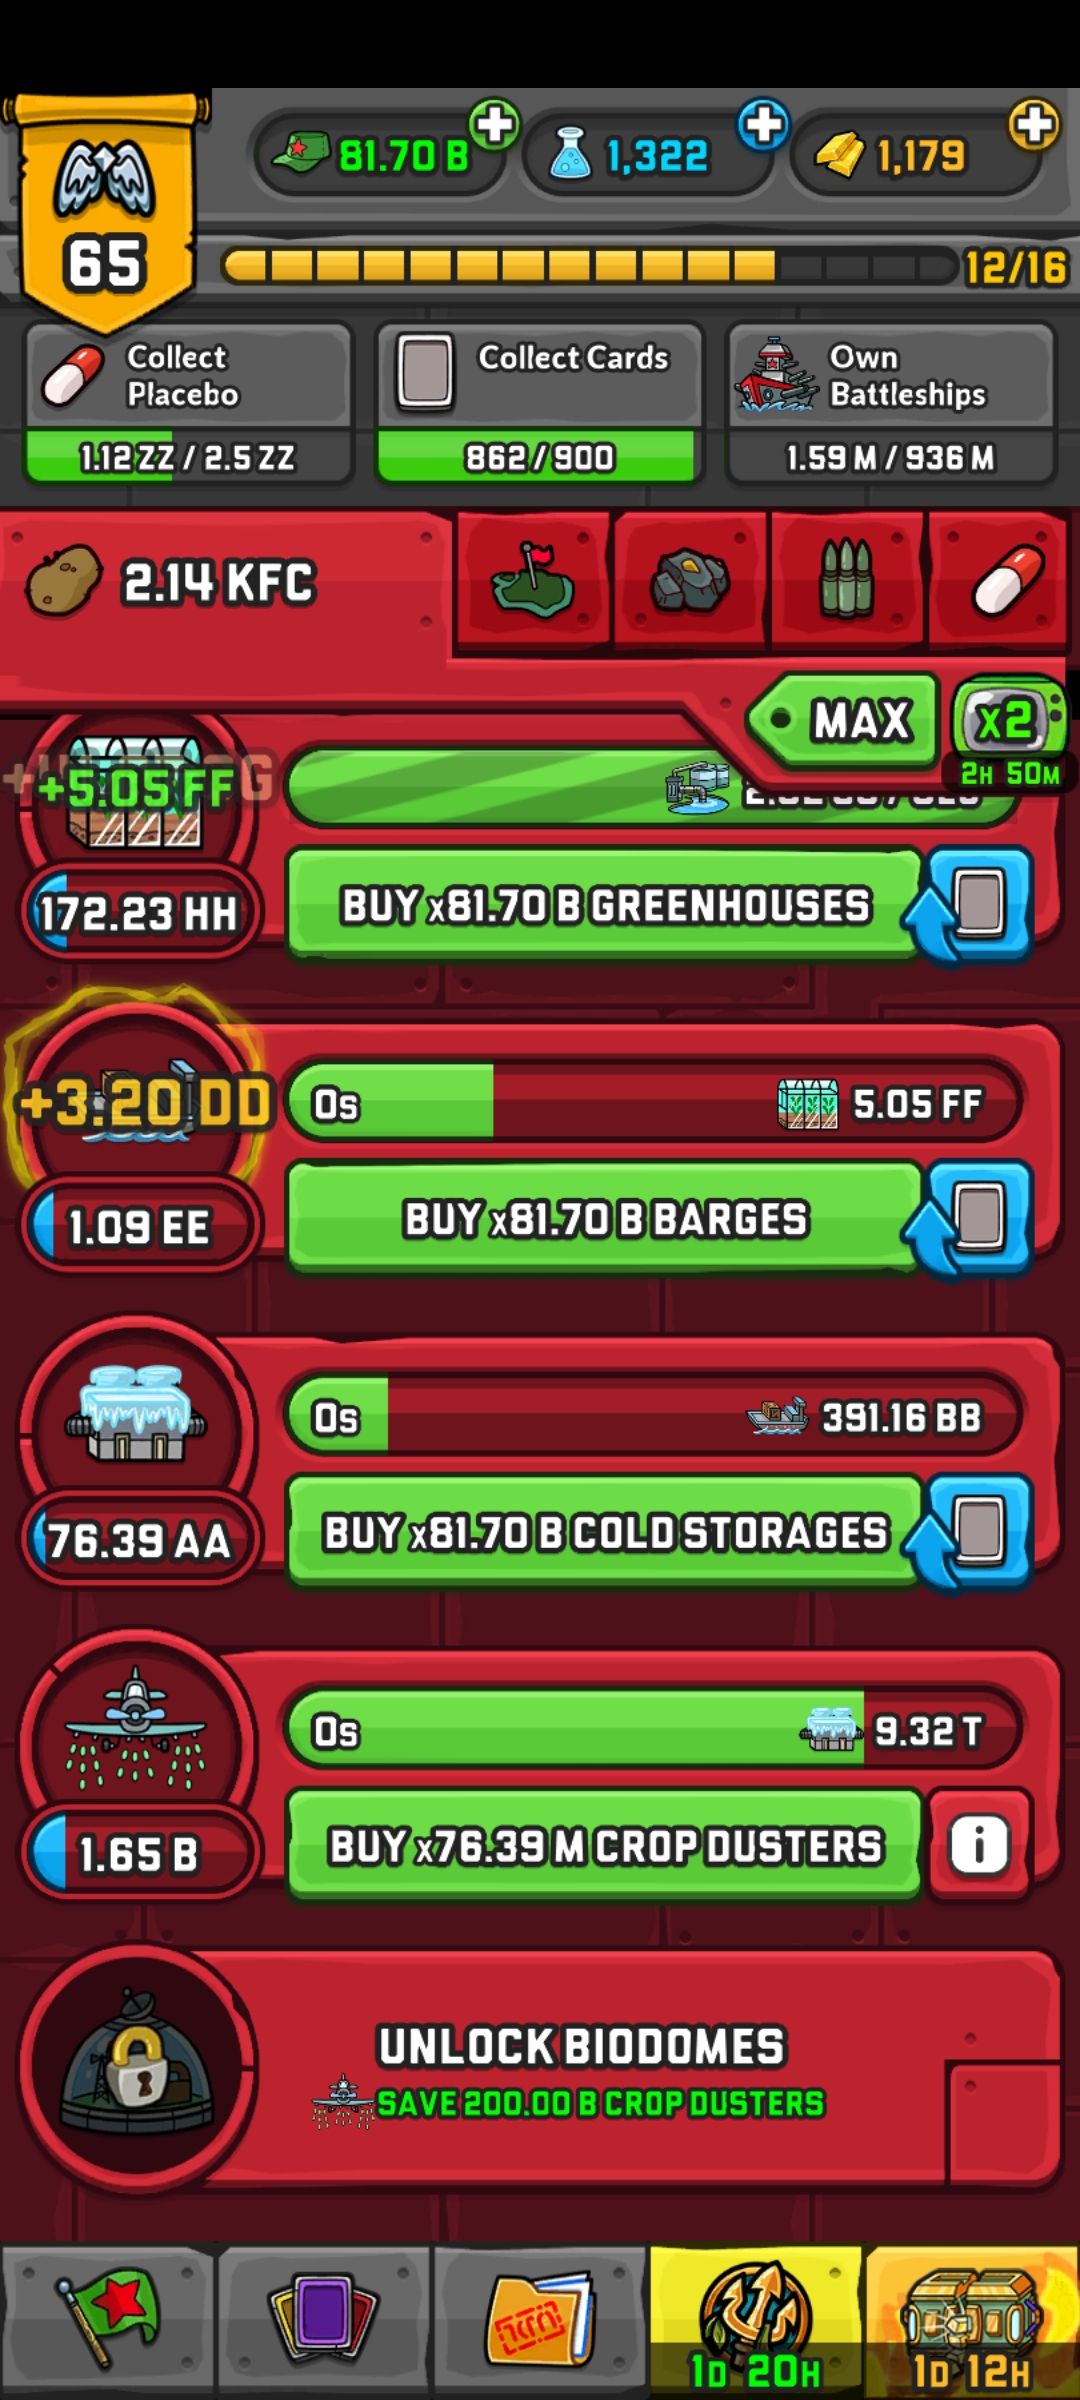 81.70 B
1,322
1,179
65
12/16
Collect
Placebo
1.12 ZZ / 2.5 ZZ
Collect Cards
862/900
Own
Battleships
1.59 M / 936 M
2.14 KFC
MAX
x2
2H 50M
+5.05 FF
172.23 HH
BUY x81.70 B GREENHOUSES
+3.20 DD
0s
5.05 FF
1.09 EE
BUY x81.70 B BARGES
0s
391.16 BB
76.39 AA
BUY x81.70 B COLD STORAGES
0s
9.32 T
1.65 B
BUY x76.39 M CROP DUSTERS
i
UNLOCK BIODOMES
SAVE 200.00 B CROP DUSTERS
1D 20H
1D 12H